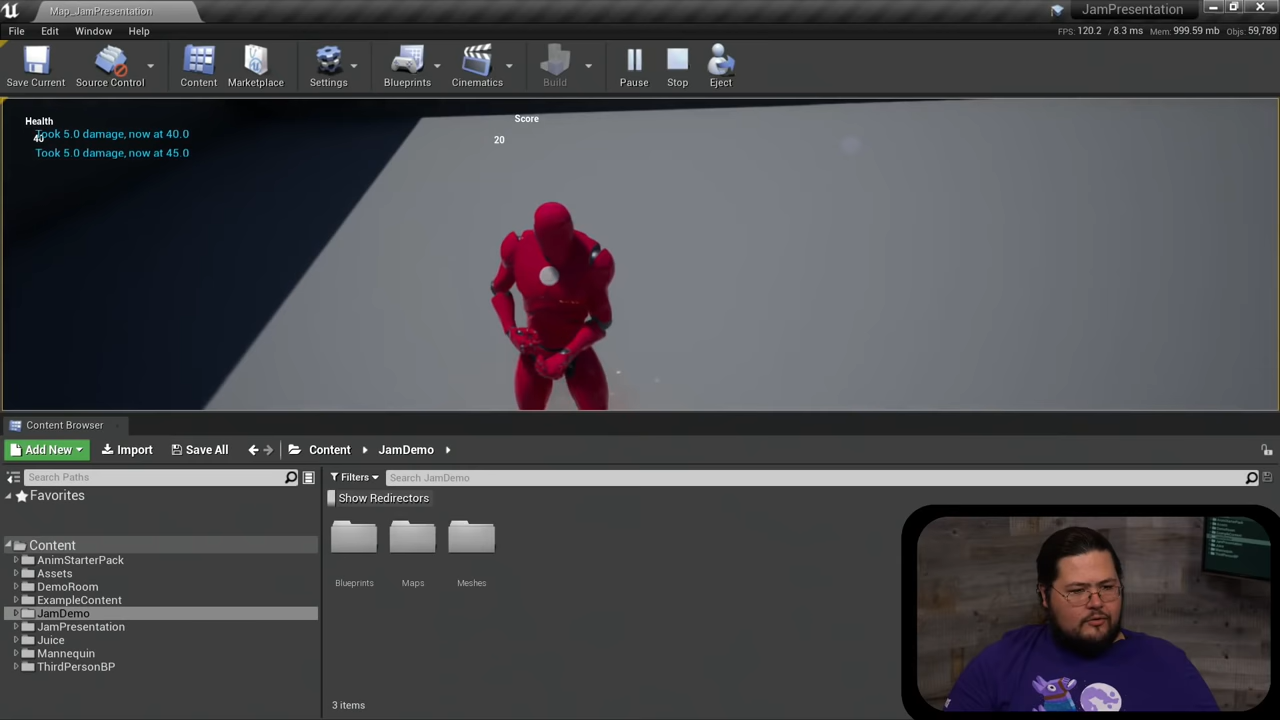 Map_JamPresentation
JamPresentation
File Edit Window Help
FPS: 120.2 / 8.3 ms Mem: 999.59 mb Objs: 59,789
Save Current Source Control Content Marketplace Settings Blueprints Cinematics Build Pause Stop Eject
Health
40
Took 5.0 damage, now at 40.0
Took 5.0 damage, now at 45.0
Score
20
Content Browser
Add New Import Save All Content JamDemo
Search Paths
Filters Search JamDemo
Favorites
Show Redirectors
Content
AnimStarterPack
Assets
DemoRoom
ExampleContent
JamDemo
JamPresentation
Juice
Mannequin
ThirdPersonBP
Blueprints Maps Meshes
3 items